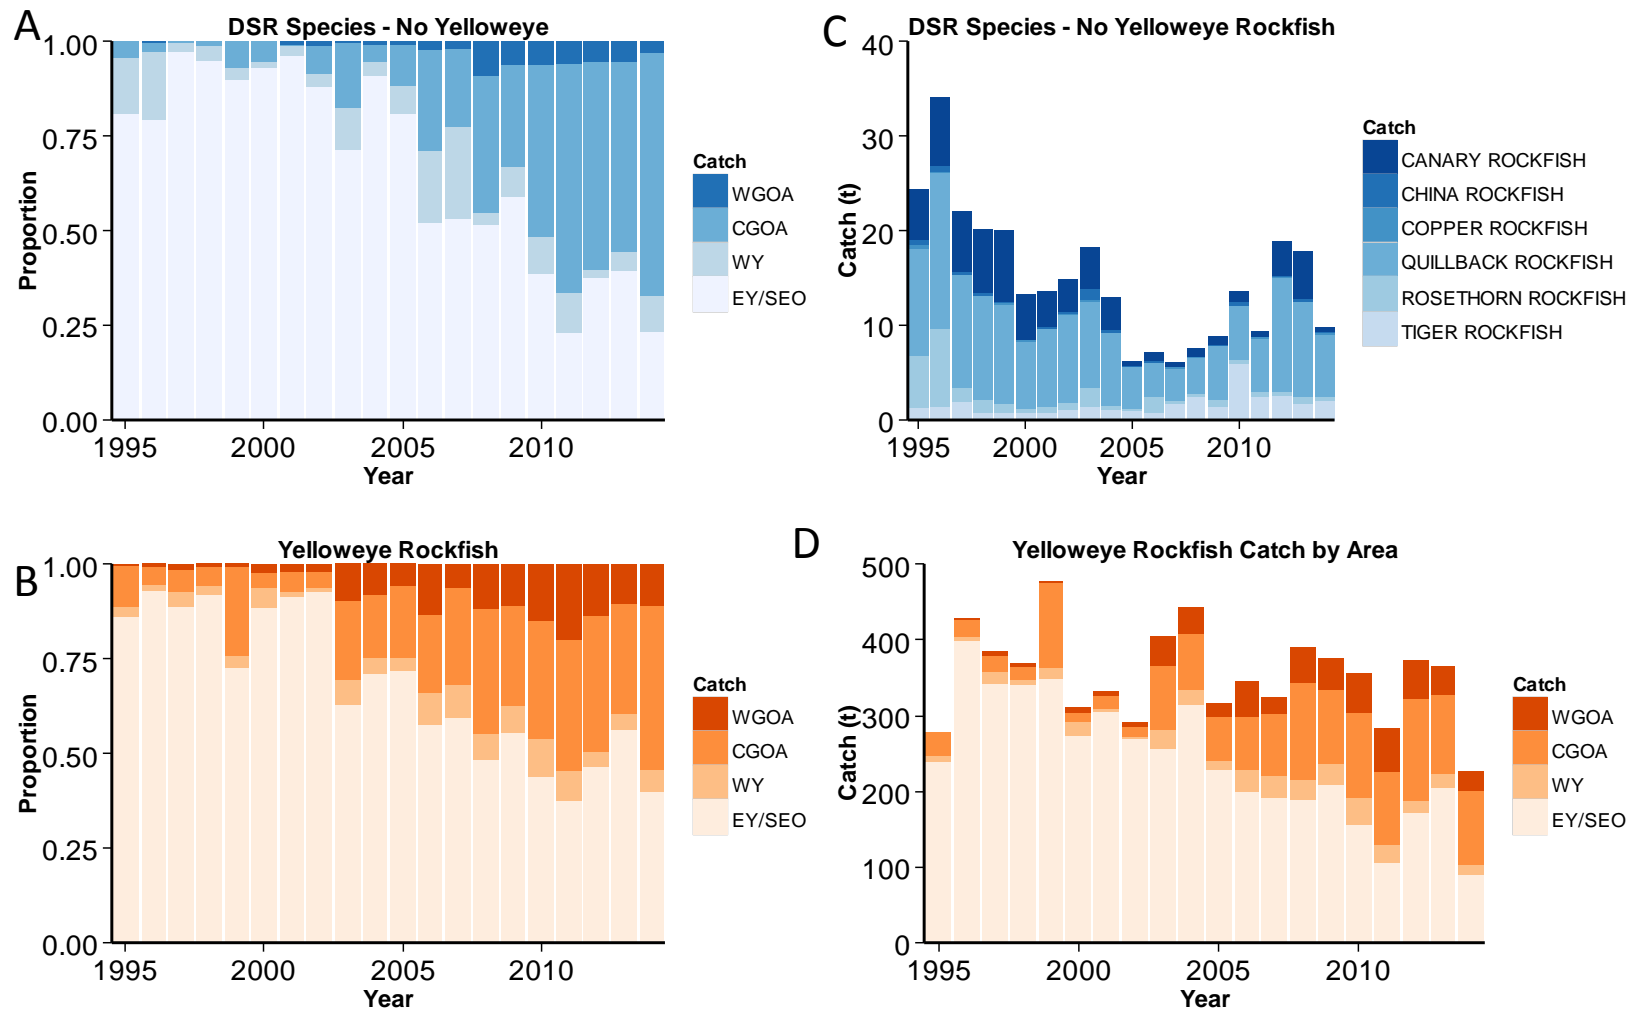 A
DSR Species - No Yelloweye
1.00
0.75
0.50
0.25
0.00
Proportion
1995
2000
2005
2010
Year
Catch
WGOA
CGOA
WY
EY/SEO
C
DSR Species - No Yelloweye Rockfish
40
30
20
10
0
Catch (t)
1995
2000
2005
2010
Year
Catch
CANARY ROCKFISH
CHINA ROCKFISH
COPPER ROCKFISH
QUILLBACK ROCKFISH
ROSETHORN ROCKFISH
TIGER ROCKFISH
B
Yelloweye Rockfish
1.00
0.75
0.50
0.25
0.00
Proportion
1995
2000
2005
2010
Year
Catch
WGOA
CGOA
WY
EY/SEO
D
Yelloweye Rockfish Catch by Area
500
400
300
200
100
0
Catch (t)
1995
2000
2005
2010
Year
Catch
WGOA
CGOA
WY
EY/SEO